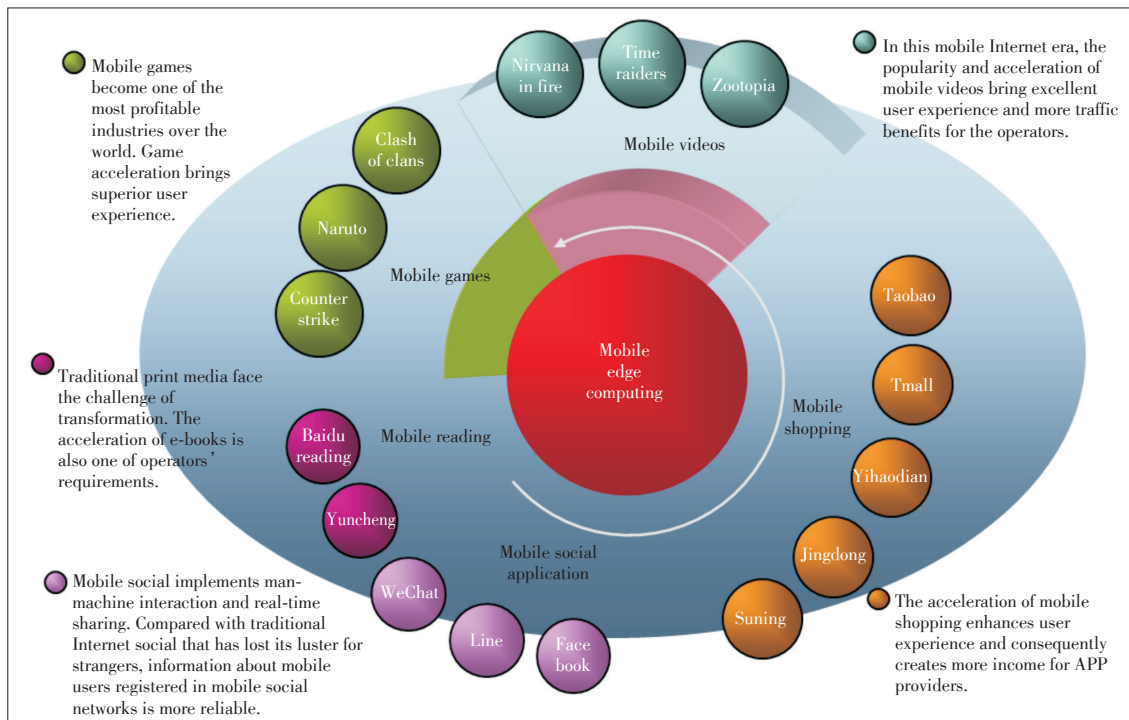 Mobile games
become one of the
most profitable
industries over the
world. Game
acceleration brings
superior user
experience.
Nirvana
in fire
Time
raiders
Zootopia
In this mobile Internet era, the
popularity and acceleration of
mobile videos bring excellent
user experience and more traffic
benefits for the operators.
Mobile videos
Clash
of clans
Naruto
Counter
strike
Mobile games
Mobile
edge
computing
Taobao
Tmall
Yihaodian
Jingdong
Suning
Mobile
shopping
Traditional print media face
the challenge of
transformation. The
acceleration of e-books is
also one of operators’
requirements.
Baidu
reading
Yuncheng
Mobile reading
Mobile social
application
WeChat
Line
Face
book
Mobile social implements man-
machine interaction and real-time
sharing. Compared with traditional
Internet social that has lost its luster for
strangers, information about mobile
users registered in mobile social
networks is more reliable.
The acceleration of mobile
shopping enhances user
experience and consequently
creates more income for APP
providers.